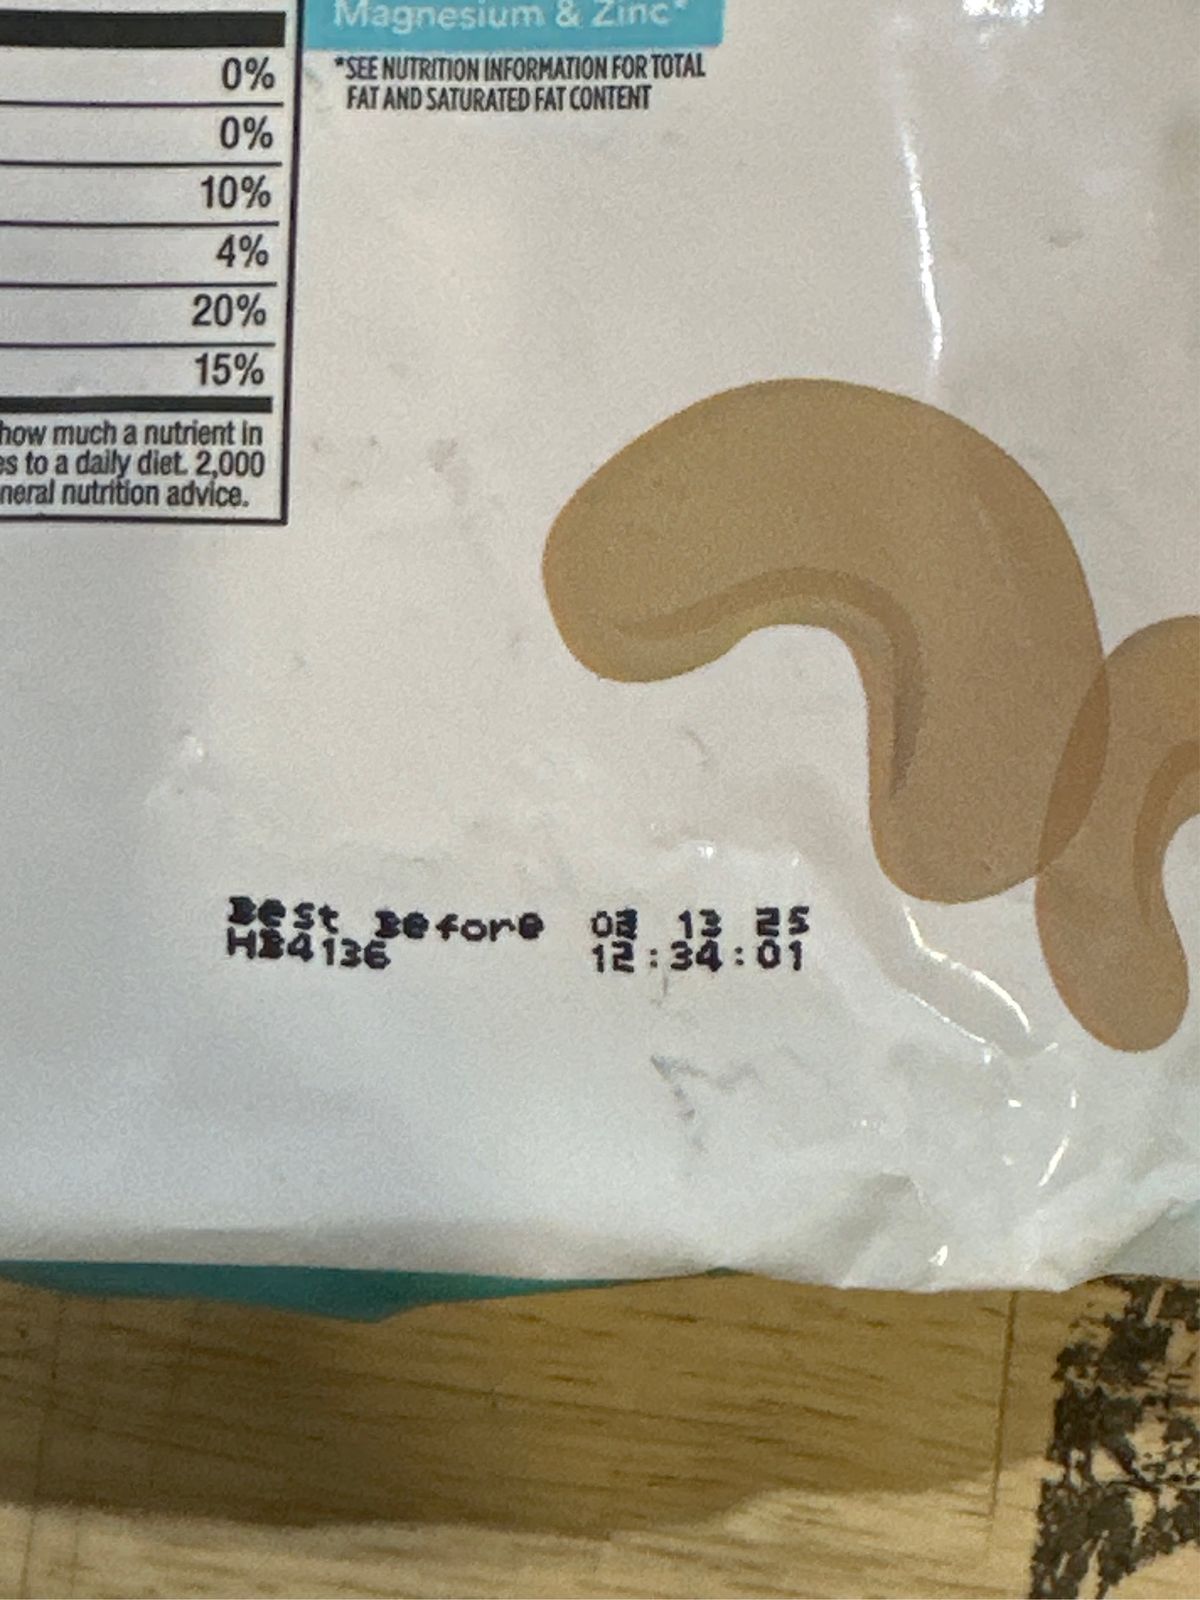 Magnesium & Zinc*
*SEE NUTRITION INFORMATION FOR TOTAL
FAT AND SATURATED FAT CONTENT
0%
0%
10%
4%
20%
15%
how much a nutrient in
es to a daily diet. 2,000
neral nutrition advice.
Best Before 13 25
HB4136 12:34:01